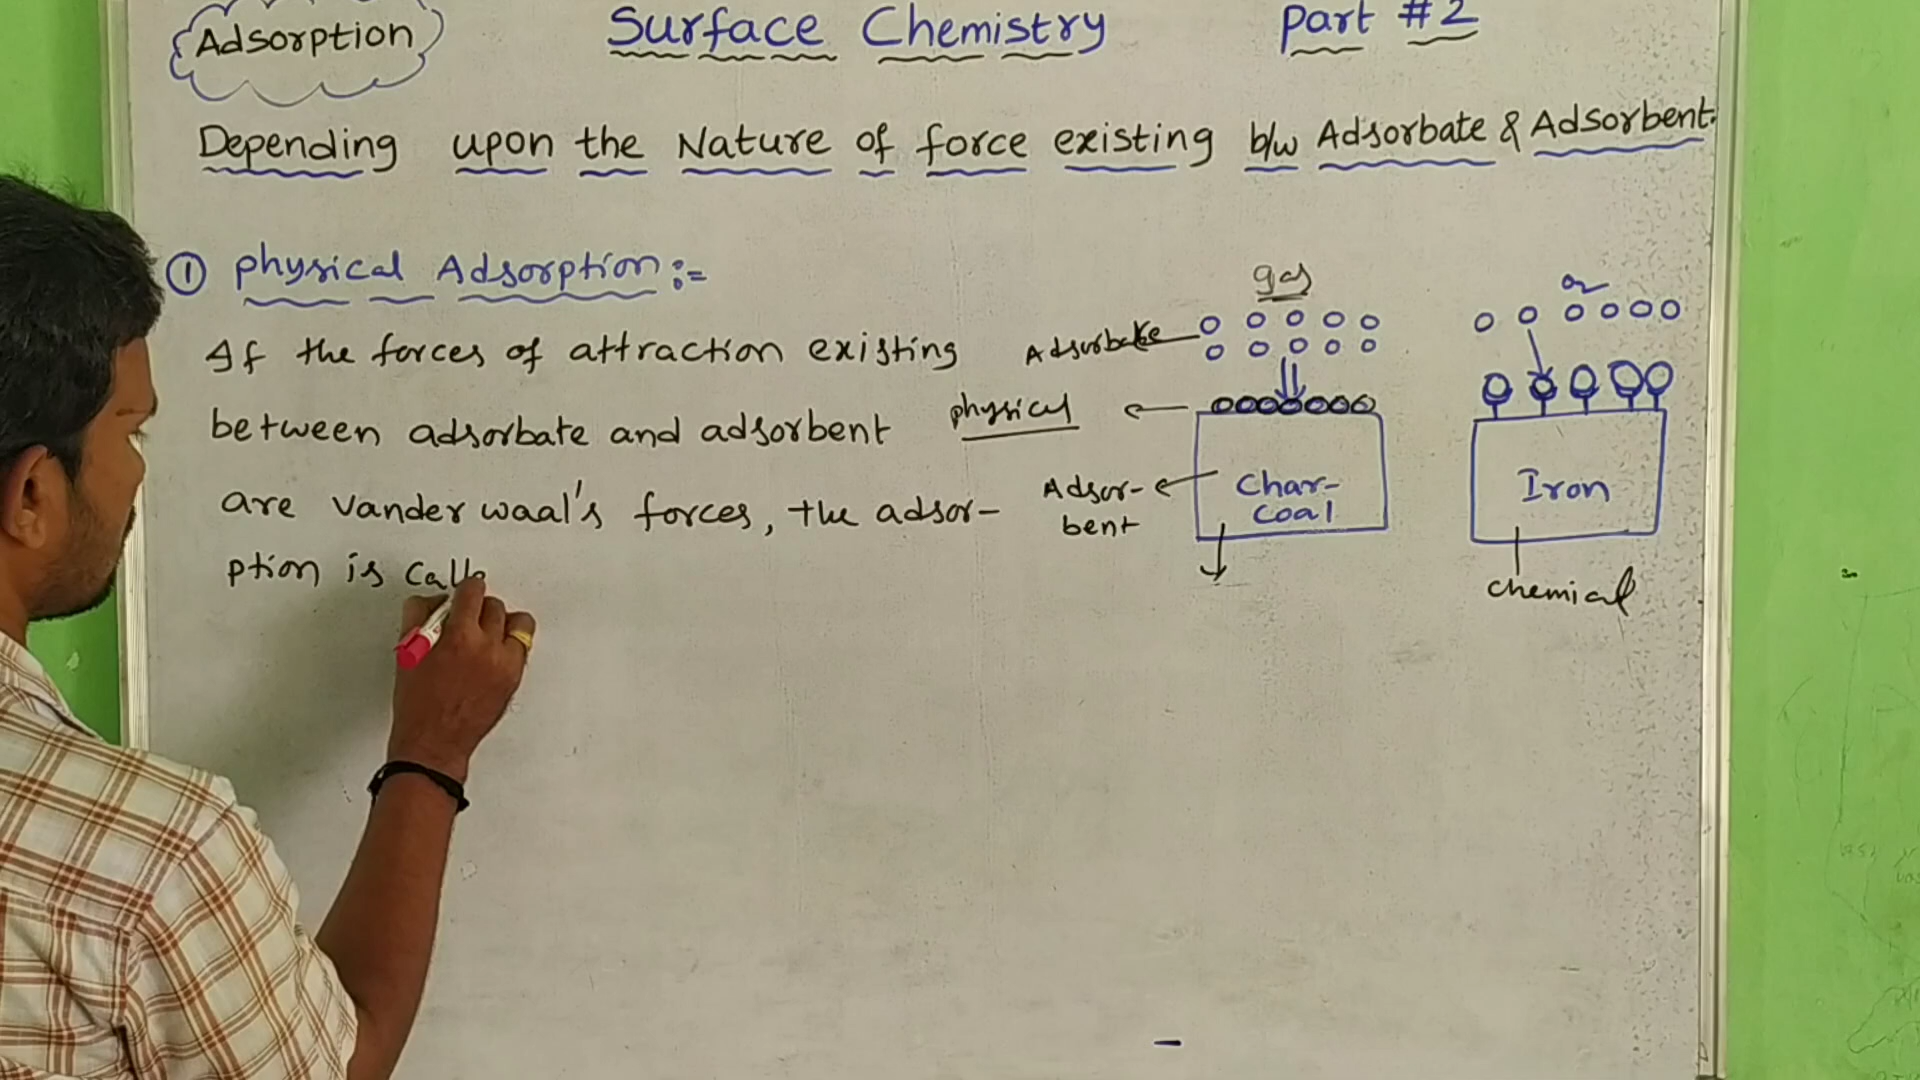 Adsorption
Surface Chemistry
Part #2
Depending upon the Nature of force existing b/w Adsorbate & Adsorbent.
① Physical Adsorption :-
If the forces of attraction existing
between adsorbate and adsorbent
are Vander waal's forces, the adsor-
ption is calle
gas
Adsorbate
physical
Adsor-
bent
Char-
coal
Iron
chemical